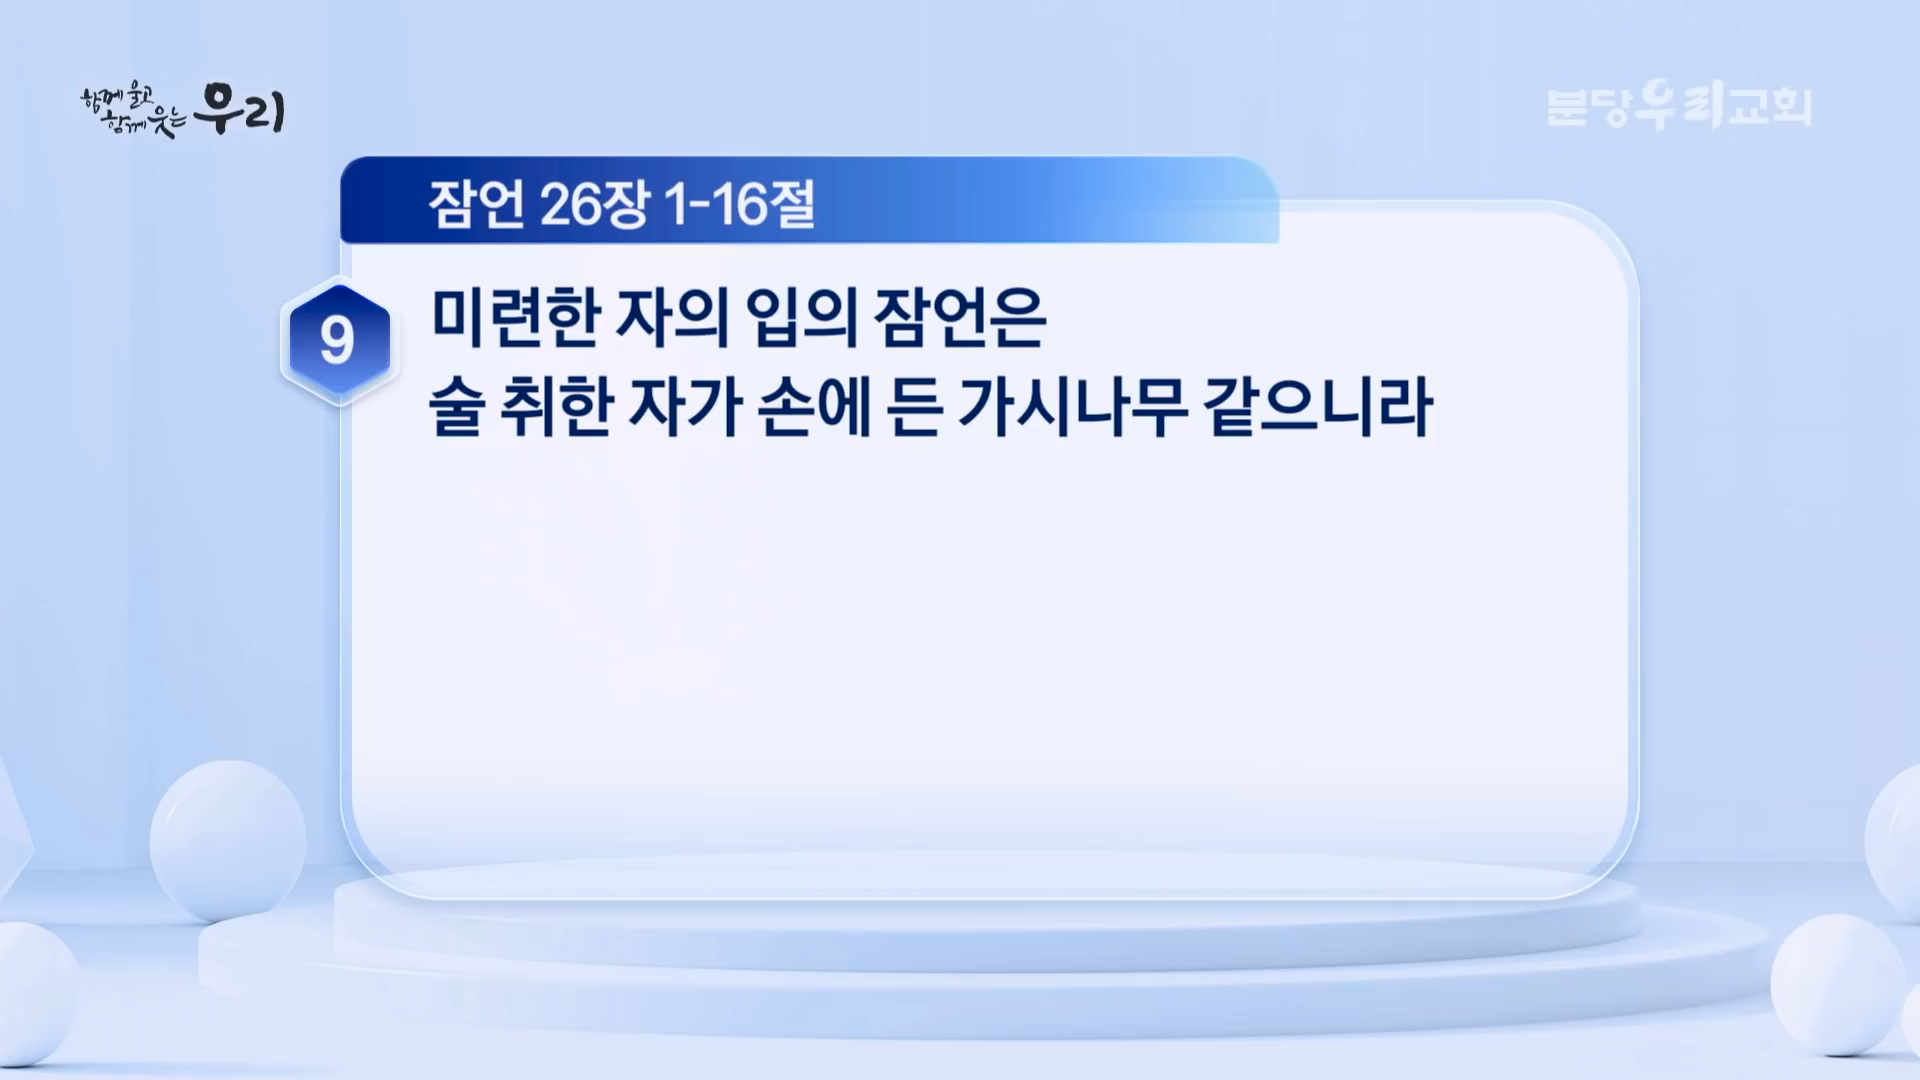 함께 울고
함께 웃는 우리
분당우리교회
잠언 26장 1-16절
9
미련한 자의 입의 잠언은
술 취한 자가 손에 든 가시나무 같으니라